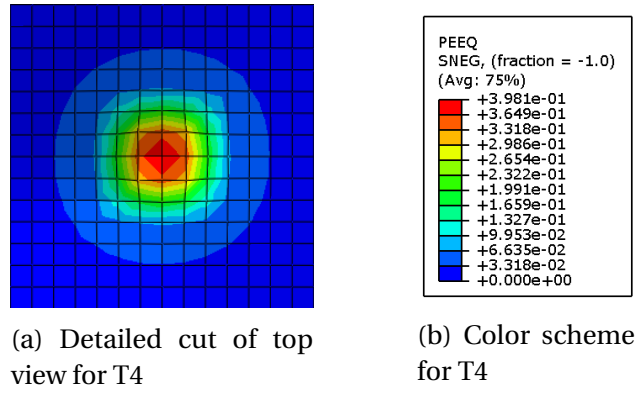 PEEQ
SNEG, (fraction = -1.0)
(Avg: 75%)
+3.981e-01
+3.649e-01
+3.318e-01
+2.986e-01
+2.654e-01
+2.322e-01
+1.991e-01
+1.659e-01
+1.327e-01
+9.953e-02
+6.635e-02
+3.318e-02
+0.000e+00
(a) Detailed cut of top
view for T4
(b) Color scheme
for T4